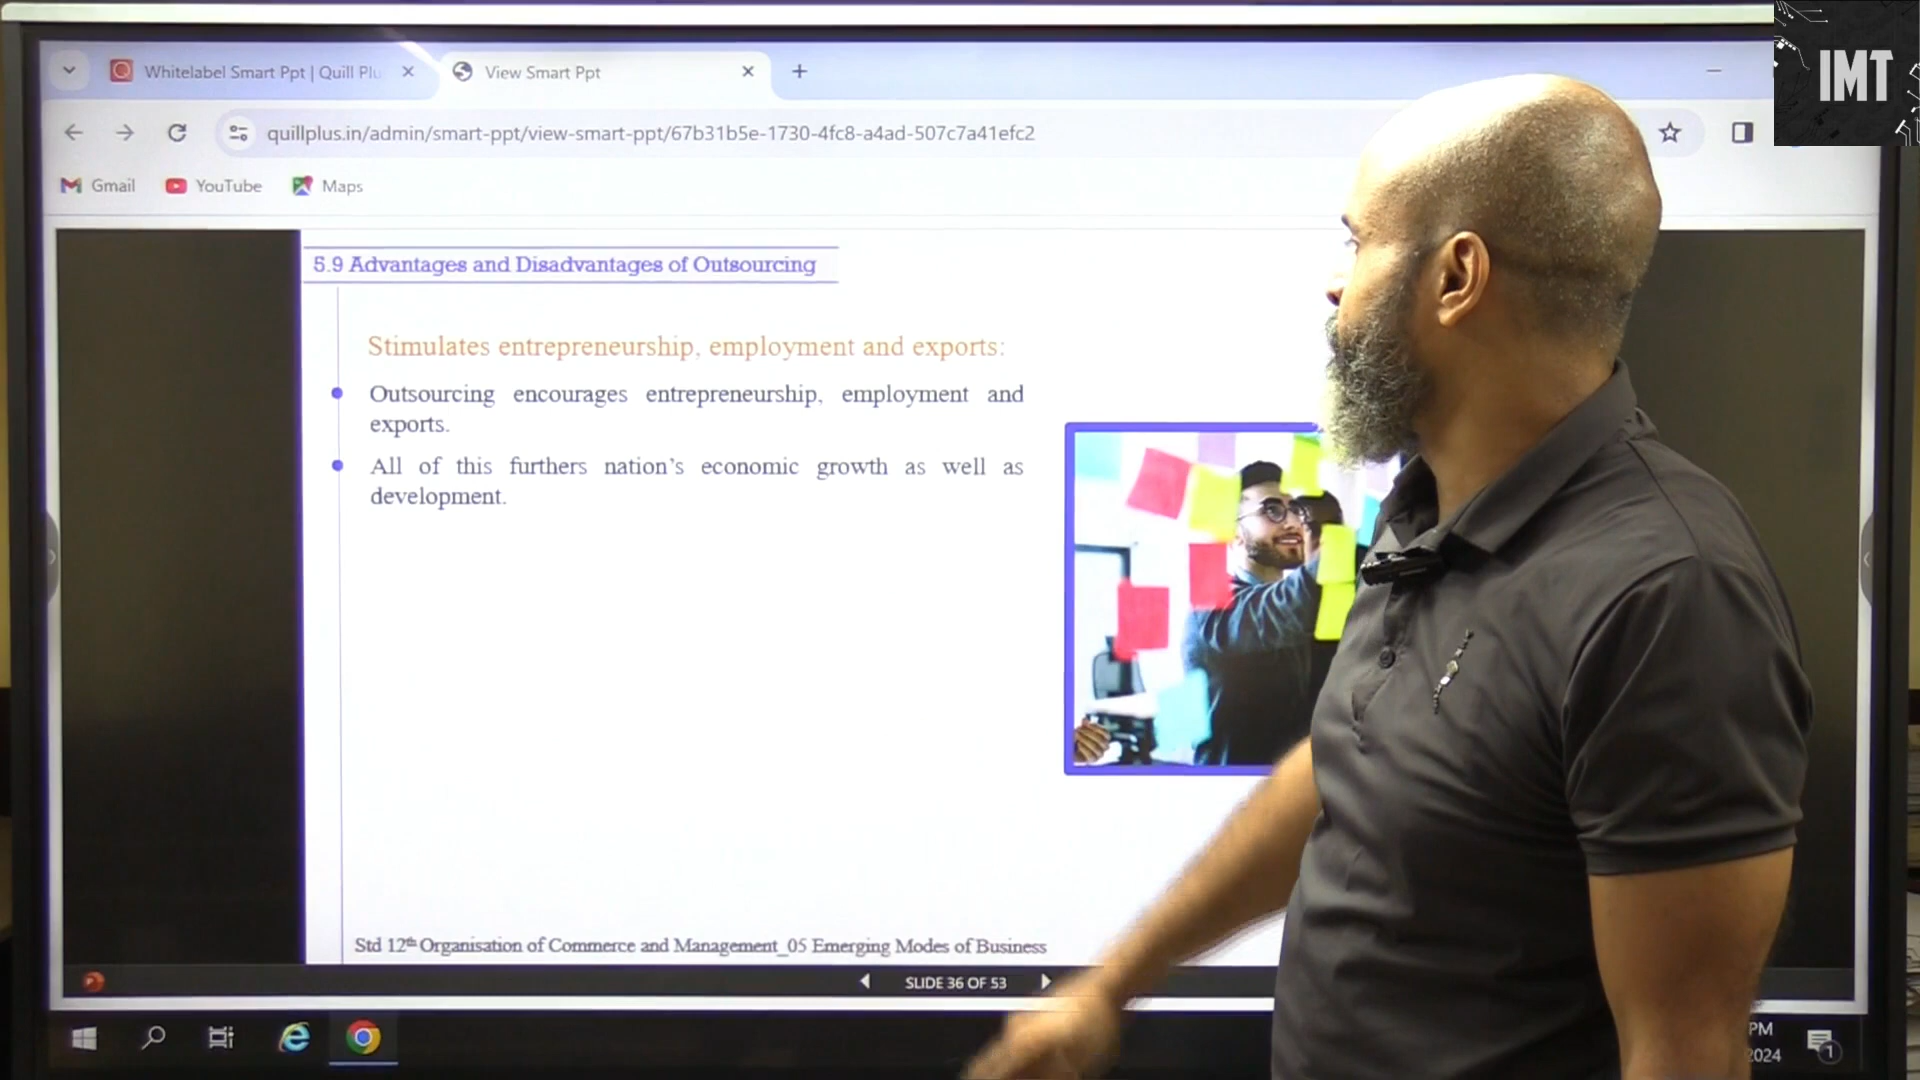 IMT
Whitelabel Smart Ppt | Quill Plu
View Smart Ppt
quillplus.in/admin/smart-ppt/view-smart-ppt/67b31b5e-1730-4fc8-a4ad-507c7a41efc2
Gmail
YouTube
Maps
5.9 Advantages and Disadvantages of Outsourcing
Stimulates entrepreneurship, employment and exports:
Outsourcing encourages entrepreneurship, employment and
exports.
All of this furthers nation's economic growth as well as
development.
Std 12th Organisation of Commerce and Management_05 Emerging Modes of Business
SLIDE 36 OF 53
PM
2024
1